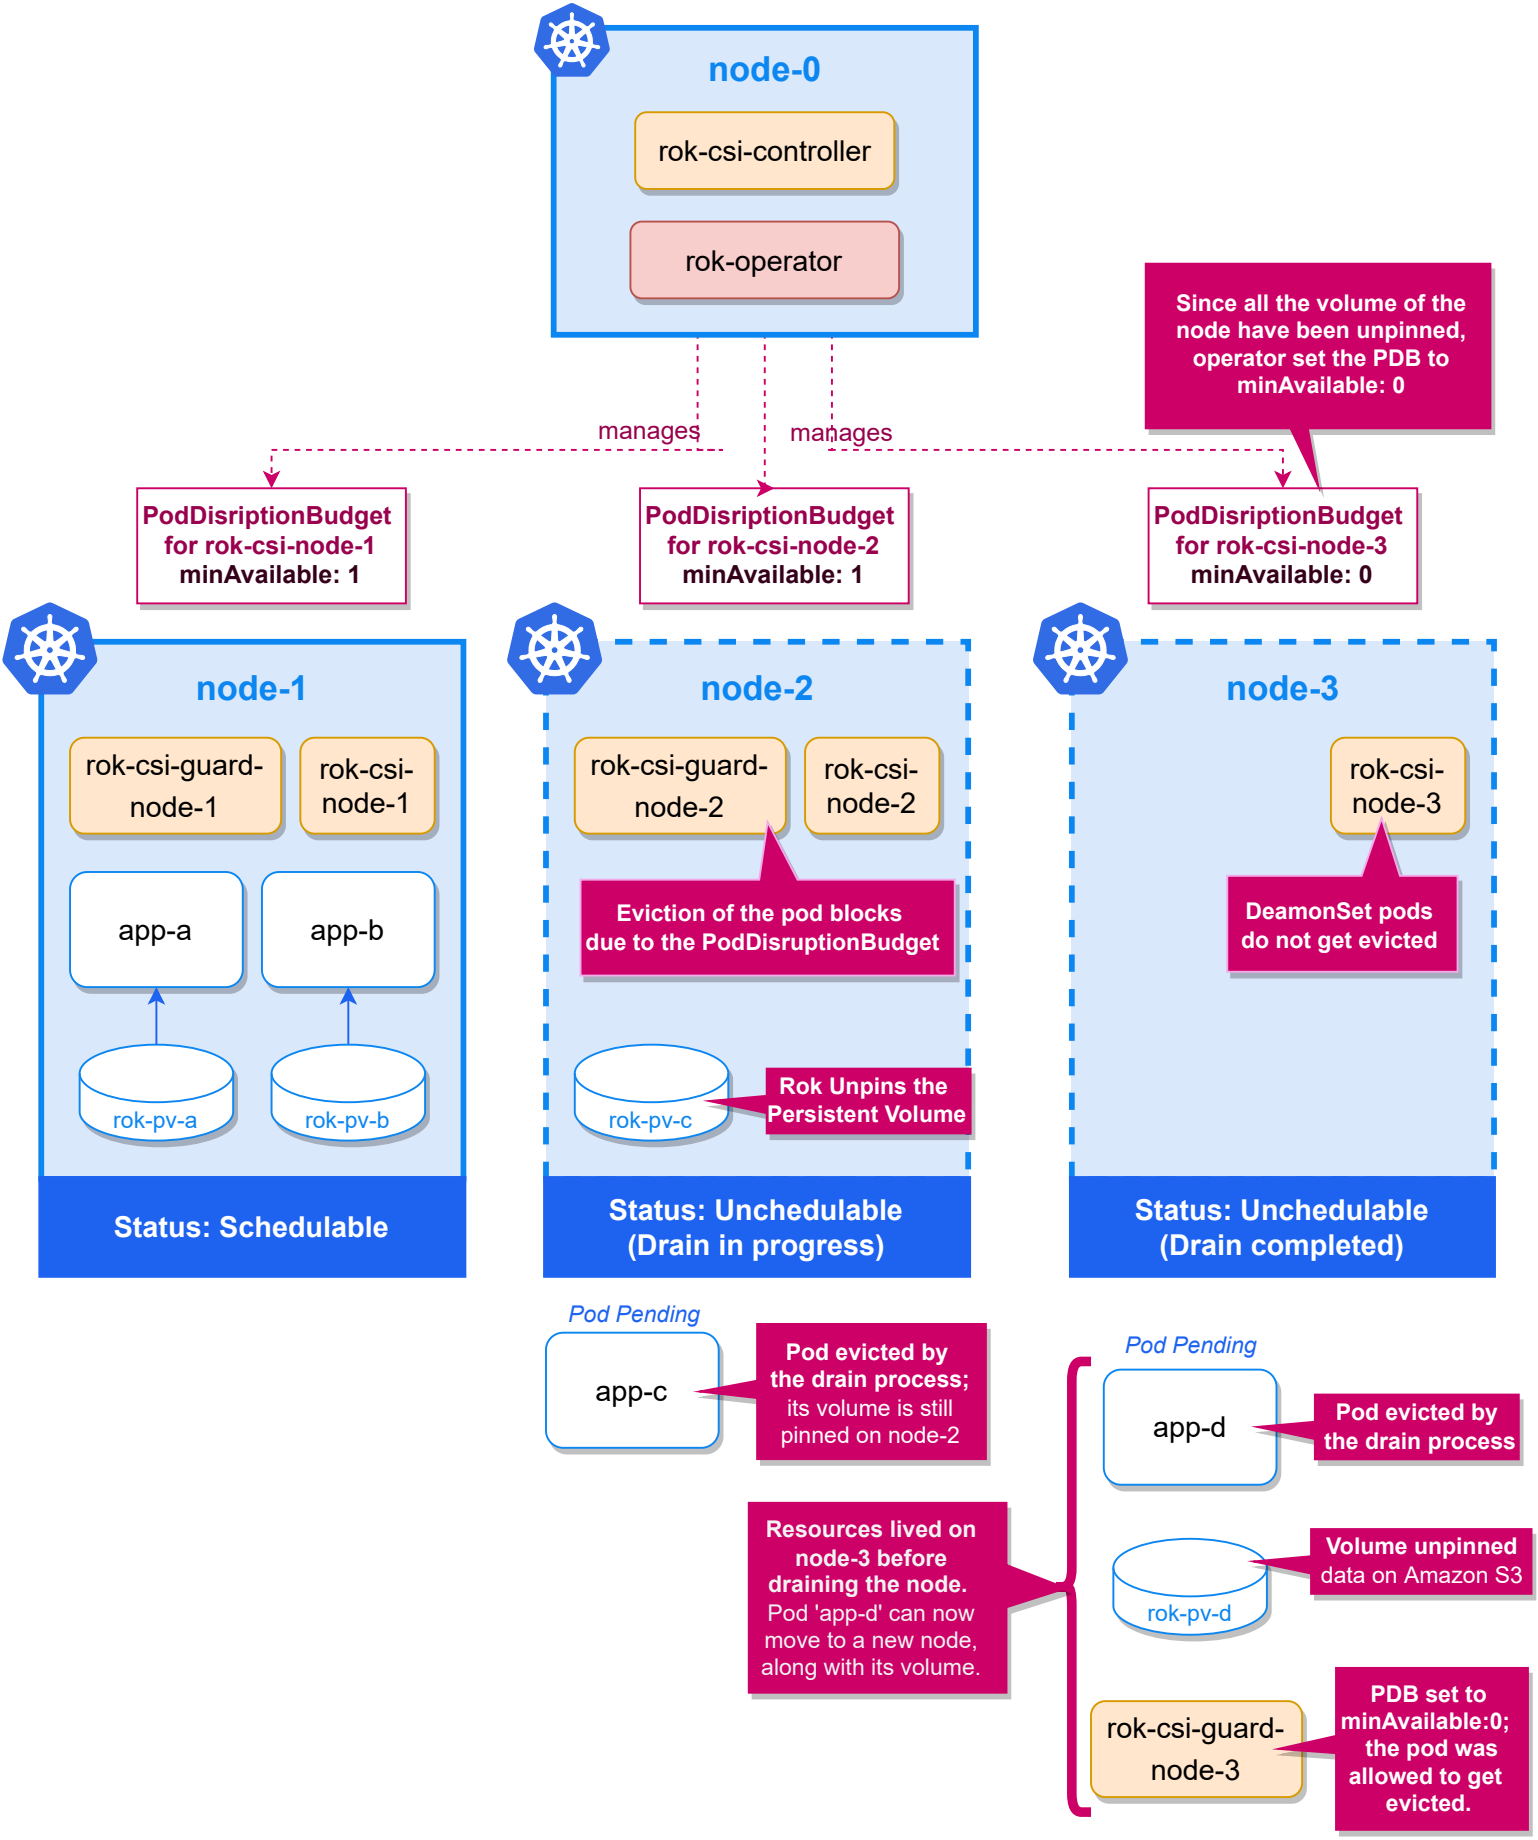 node-0
rok-csi-controller
rok-operator
Since all the volume of the
node have been unpinned,
operator set the PDB to
minAvailable: 0
manages
manages
PodDisriptionBudget
for rok-csi-node-1
minAvailable: 1
PodDisriptionBudget
for rok-csi-node-2
minAvailable: 1
PodDisriptionBudget
for rok-csi-node-3
minAvailable: 0
node-1
rok-csi-guard-
node-1
rok-csi-
node-1
app-a
app-b
rok-pv-a
rok-pv-b
Status: Schedulable
node-2
rok-csi-guard-
node-2
rok-csi-
node-2
Eviction of the pod blocks
due to the PodDisruptionBudget
rok-pv-c
Rok Unpins the
Persistent Volume
Status: Unchedulable
(Drain in progress)
node-3
rok-csi-
node-3
DeamonSet pods
do not get evicted
Status: Unchedulable
(Drain completed)
Pod Pending
app-c
Pod evicted by
the drain process;
its volume is still
pinned on node-2
Resources lived on
node-3 before
draining the node.
Pod 'app-d' can now
move to a new node,
along with its volume.
Pod Pending
app-d
Pod evicted by
the drain process
rok-pv-d
Volume unpinned
data on Amazon S3
rok-csi-guard-
node-3
PDB set to
minAvailable:0;
the pod was
allowed to get
evicted.